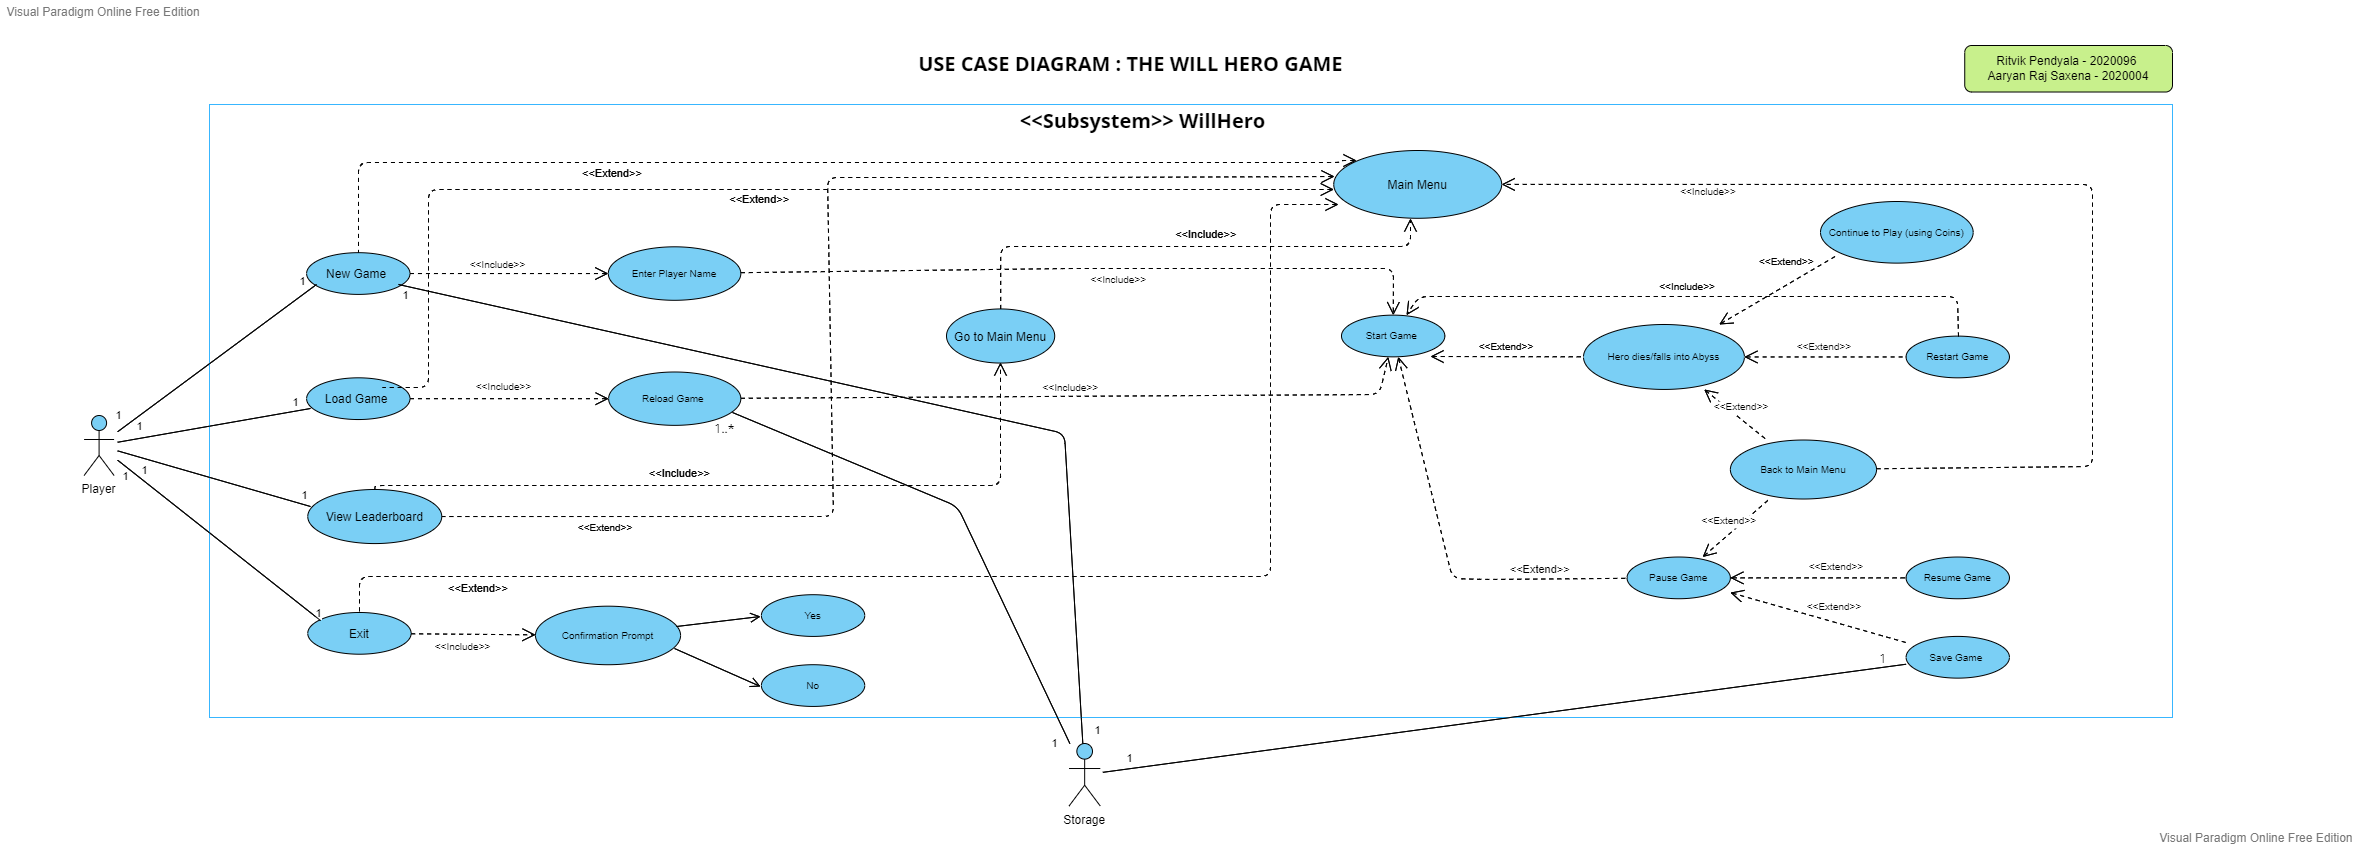 Visual Paradigm Online Free Edition
USE CASE DIAGRAM : THE WILL HERO GAME
Ritvik Pendyala - 2020096
Aaryan Raj Saxena - 2020004
<<Subsystem>> WillHero
<<Extend>>
Main Menu
<<Include>>
<<Extend>>
<<Include>>
Continue to Play (using Coins)
<<Extend>>
New Game
<<Include>>
Enter Player Name
<<Include>>
1
1
<<Include>>
Go to Main Menu
Start Game
<<Extend>>
Hero dies/falls into Abyss
<<Extend>>
Restart Game
Load Game
<<Include>>
Reload Game
<<Include>>
1
<<Extend>>
1
1
1..*
Player
1
1
1
<<Include>>
Back to Main Menu
View Leaderboard
<<Extend>>
<<Extend>>
<<Extend>>
<<Extend>>
Pause Game
<<Extend>>
Resume Game
<<Extend>>
1
Exit
<<Include>>
Confirmation Prompt
Yes
No
1
Save Game
1
1
1
Storage
Visual Paradigm Online Free Edition